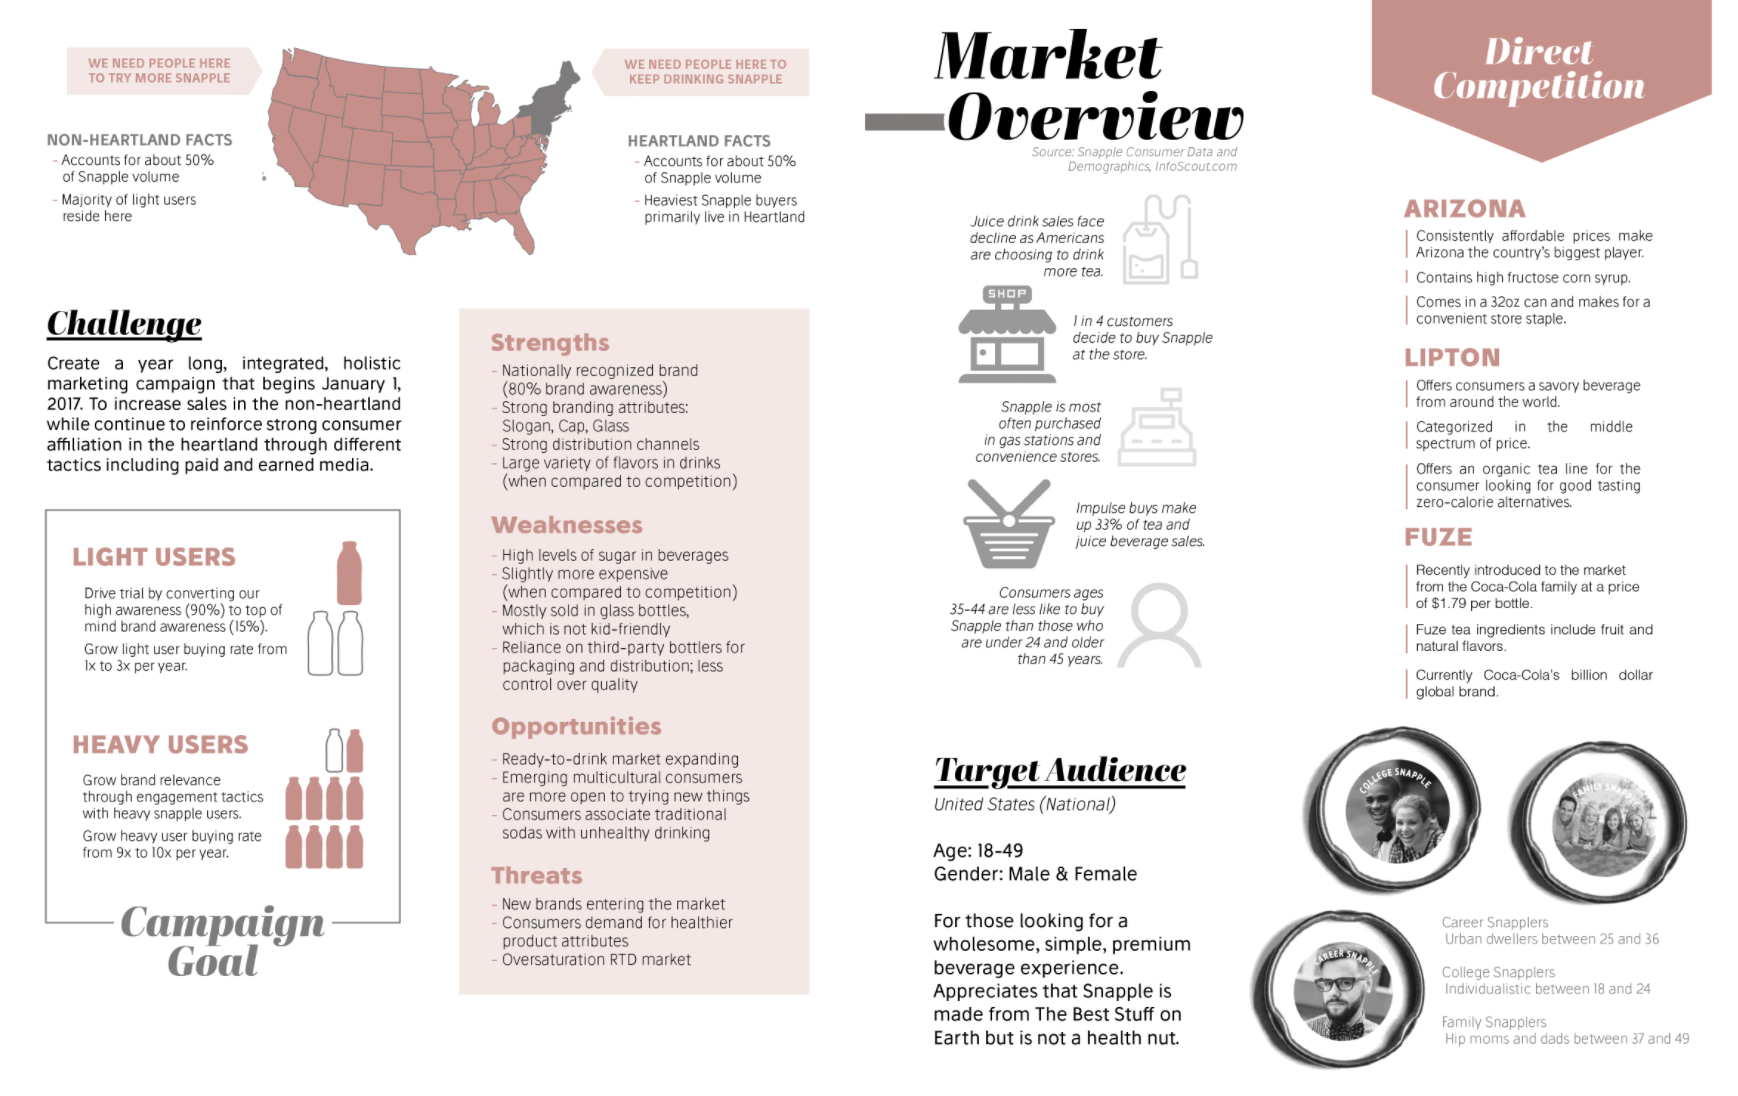 WE NEED PEOPLE HERE
TO TRY MORE SNAPPLE
WE NEED PEOPLE HERE TO
KEEP DRINKING SNAPPLE
NON-HEARTLAND FACTS
- Accounts for about 50%
of Snapple volume
- Majority of light users
reside here
HEARTLAND FACTS
- Accounts for about 50%
of Snapple volume
- Heaviest Snapple buyers
primarily live in Heartland
Challenge
Create a year long, integrated, holistic
marketing campaign that begins January 1,
2017. To increase sales in the non-heartland
while continue to reinforce strong consumer
affiliation in the heartland through different
tactics including paid and earned media.
LIGHT USERS
Drive trial by converting our
high awareness (90%) to top of
mind brand awareness (15%).
Grow light user buying rate from
1x to 3x per year.
HEAVY USERS
Grow brand relevance
through engagement tactics
with heavy snapple users.
Grow heavy user buying rate
from 9x to 10x per year.
Campaign
Goal
Strengths
- Nationally recognized brand
(80% brand awareness)
- Strong branding attributes:
Slogan, Cap, Glass
- Strong distribution channels
- Large variety of flavors in drinks
(when compared to competition)
Weaknesses
- High levels of sugar in beverages
- Slightly more expensive
(when compared to competition)
- Mostly sold in glass bottles,
which is not kid-friendly
- Reliance on third-party bottlers for
packaging and distribution; less
control over quality
Opportunities
- Ready-to-drink market expanding
- Emerging multicultural consumers
are more open to trying new things
- Consumers associate traditional
sodas with unhealthy drinking
Threats
- New brands entering the market
- Consumers demand for healthier
product attributes
- Oversaturation RTD market
Market
Overview
Source: Snapple Consumer Data and
Demographics, InfoScout.com
Juice drink sales face
decline as Americans
are choosing to drink
more tea.
SHOP
1 in 4 customers
decide to buy Snapple
at the store.
Snapple is most
often purchased
in gas stations and
convenience stores.
Impulse buys make
up 33% of tea and
juice beverage sales.
Consumers ages
35-44 are less like to buy
Snapple than those who
are under 24 and older
than 45 years.
Target Audience
United States (National)
Age: 18-49
Gender: Male & Female
For those looking for a
wholesome, simple, premium
beverage experience.
Appreciates that Snapple is
made from The Best Stuff on
Earth but is not a health nut.
Direct
Competition
ARIZONA
Consistently affordable prices make
Arizona the country's biggest player.
Contains high fructose corn syrup.
Comes in a 32oz can and makes for a
convenient store staple.
LIPTON
Offers consumers a savory beverage
from around the world.
Categorized in the middle
spectrum of price.
Offers an organic tea line for the
consumer looking for good tasting
zero-calorie alternatives.
FUZE
Recently introduced to the market
from the Coca-Cola family at a price
of $1.79 per bottle.
Fuze tea ingredients include fruit and
natural flavors.
Currently Coca-Cola's billion dollar
global brand.
COLLEGE SNAPPLE
FAMILY SNAPPLE
CAREER SNAPPLE
Career Snapplers
Urban dwellers between 25 and 36
College Snapplers
Individualistic between 18 and 24
Family Snapplers
Hip moms and dads between 37 and 49